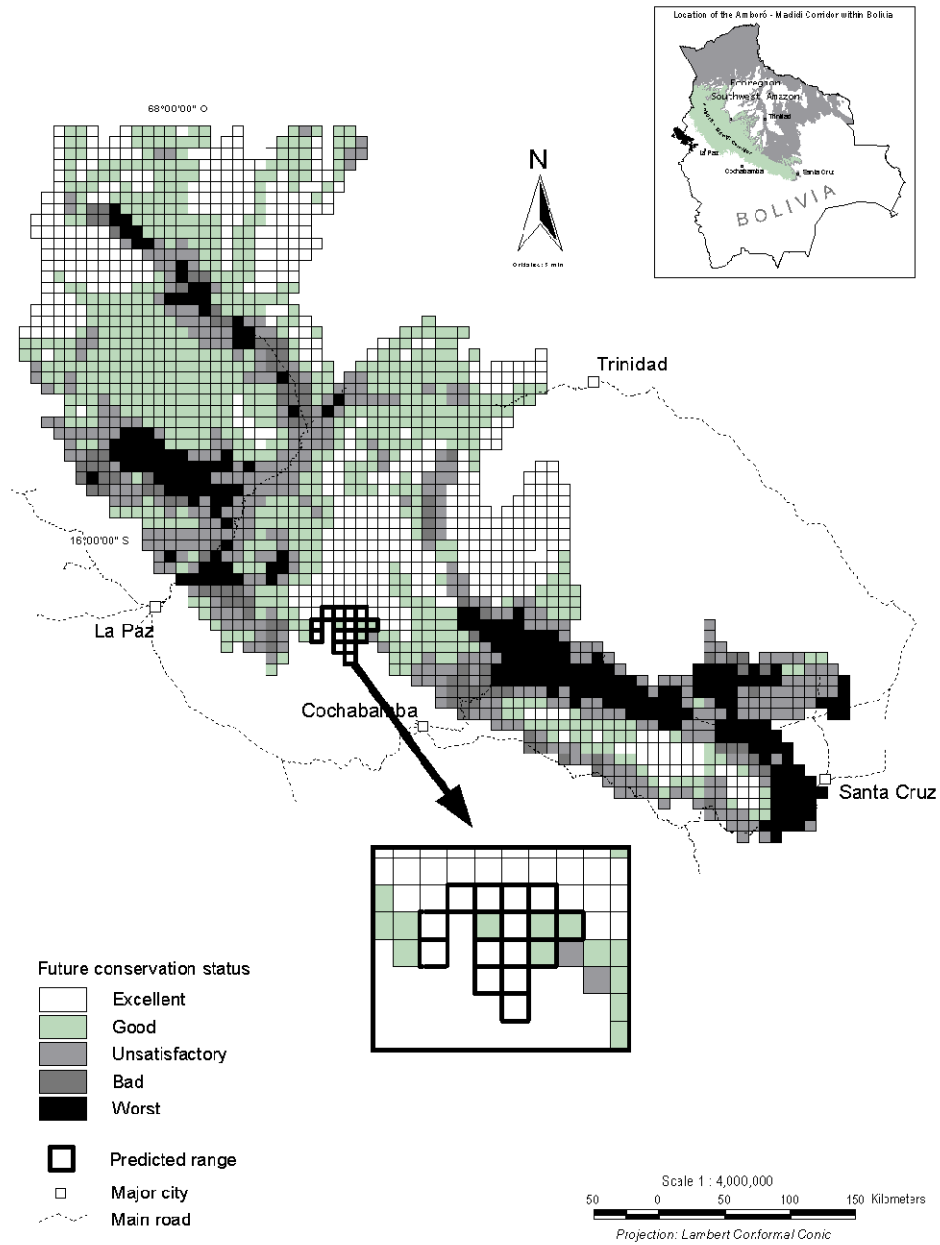 Location of the Amboró - Madidi Corridor within Bolivia
Ecoregion
Southwest Amazon
Trinidad
La Paz
Cochabamba
Santa Cruz
BOLIVIA
68°00'00" O
N
Trinidad
16°00'00" S
La Paz
Cochabamba
Santa Cruz
Future conservation status
Excellent
Good
Unsatisfactory
Bad
Worst
Predicted range
Major city
Main road
Scale 1 : 4,000,000
50 0 50 100 150 Kilometers
Projection: Lambert Conformal Conic